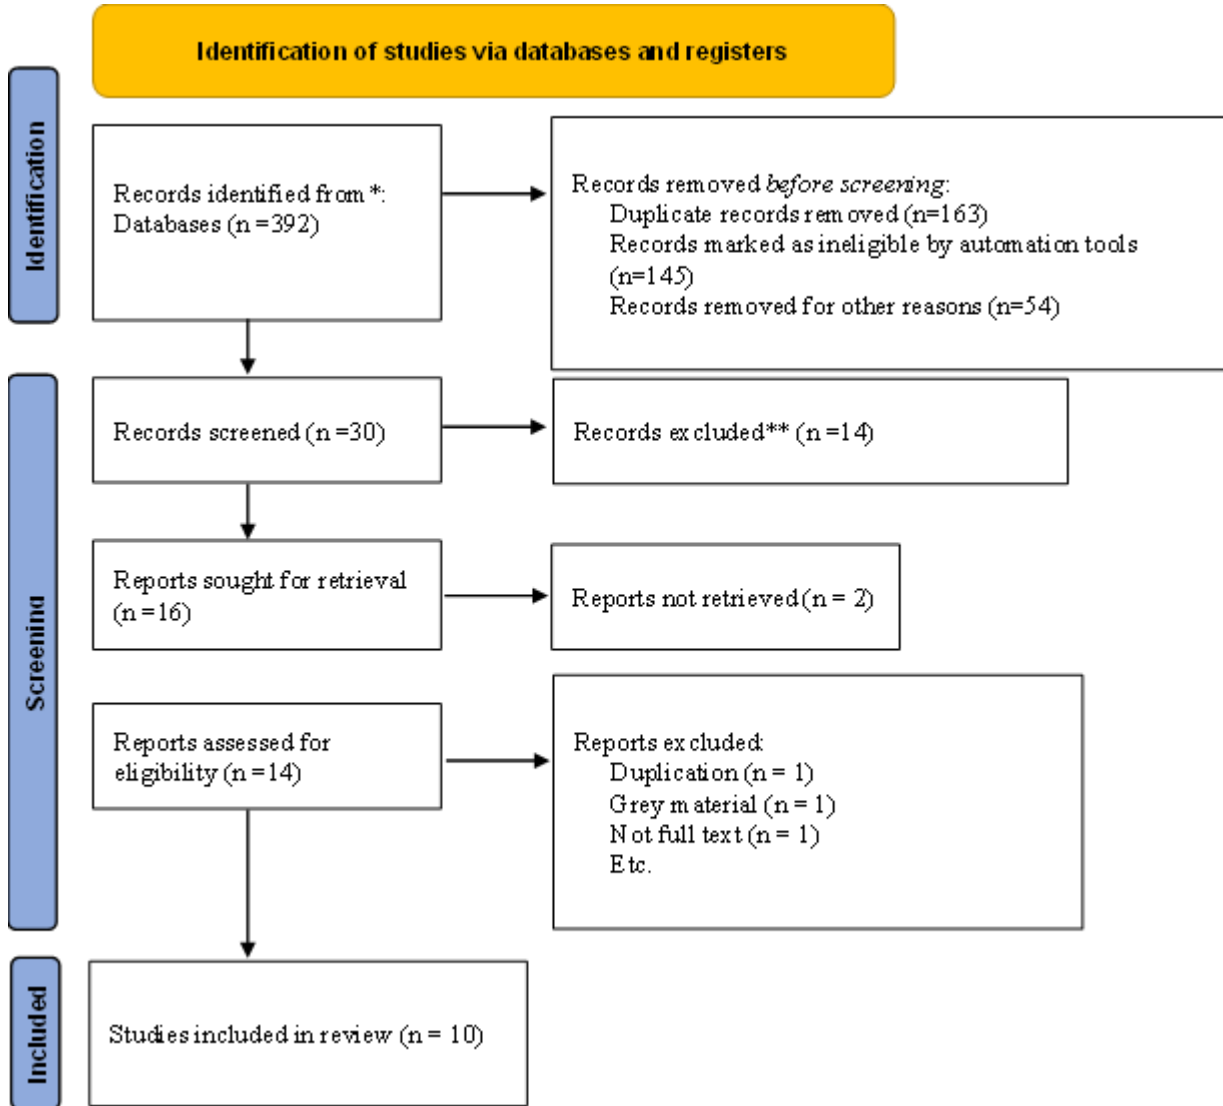 Identification of studies via databases and registers
Identification
Records identified from*:
Databases (n =392)
Records removed before screening:
Duplicate records removed (n=163)
Records marked as ineligible by automation tools
(n=145)
Records removed for other reasons (n=54)
Screening
Records screened (n =30)
Records excluded** (n =14)
Reports sought for retrieval
(n =16)
Reports not retrieved (n = 2)
Reports assessed for
eligibility (n =14)
Reports excluded:
Duplication (n = 1)
Grey material (n = 1)
Not full text (n = 1)
Etc.
Included
Studies included in review (n = 10)